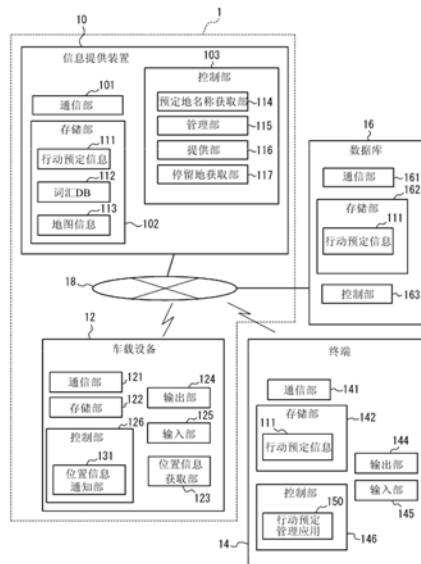 1
10
信息提供装置
101
通信部
存储部
111
行动预定信息
112
词汇DB
113
地图信息
102
103
控制部
预定地名称获取部
114
管理部
115
提供部
116
停留地获取部
117
16
数据库
通信部
161
162
存储部
111
行动预定信息
控制部
163
18
12
车载设备
通信部
121
存储部
122
控制部
126
131
位置信息
通知部
124
输出部
125
输入部
位置信息
获取部
123
终端
通信部
141
存储部
142
111
行动预定信息
144
输出部
输入部
145
控制部
150
行动预定
管理应用
146
14